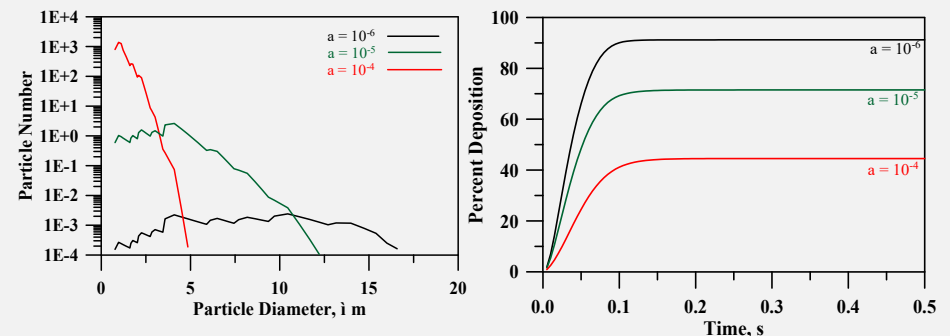 1E+4
1E+3
1E+2
1E+1
1E+0
1E-1
1E-2
1E-3
1E-4
Particle Number
a = 10⁻⁶
a = 10⁻⁵
a = 10⁻⁴
0
5
10
15
20
Particle Diameter, ì m
100
80
60
40
20
0
Percent Deposition
a = 10⁻⁶
a = 10⁻⁵
a = 10⁻⁴
0.0
0.1
0.2
0.3
0.4
0.5
Time, s